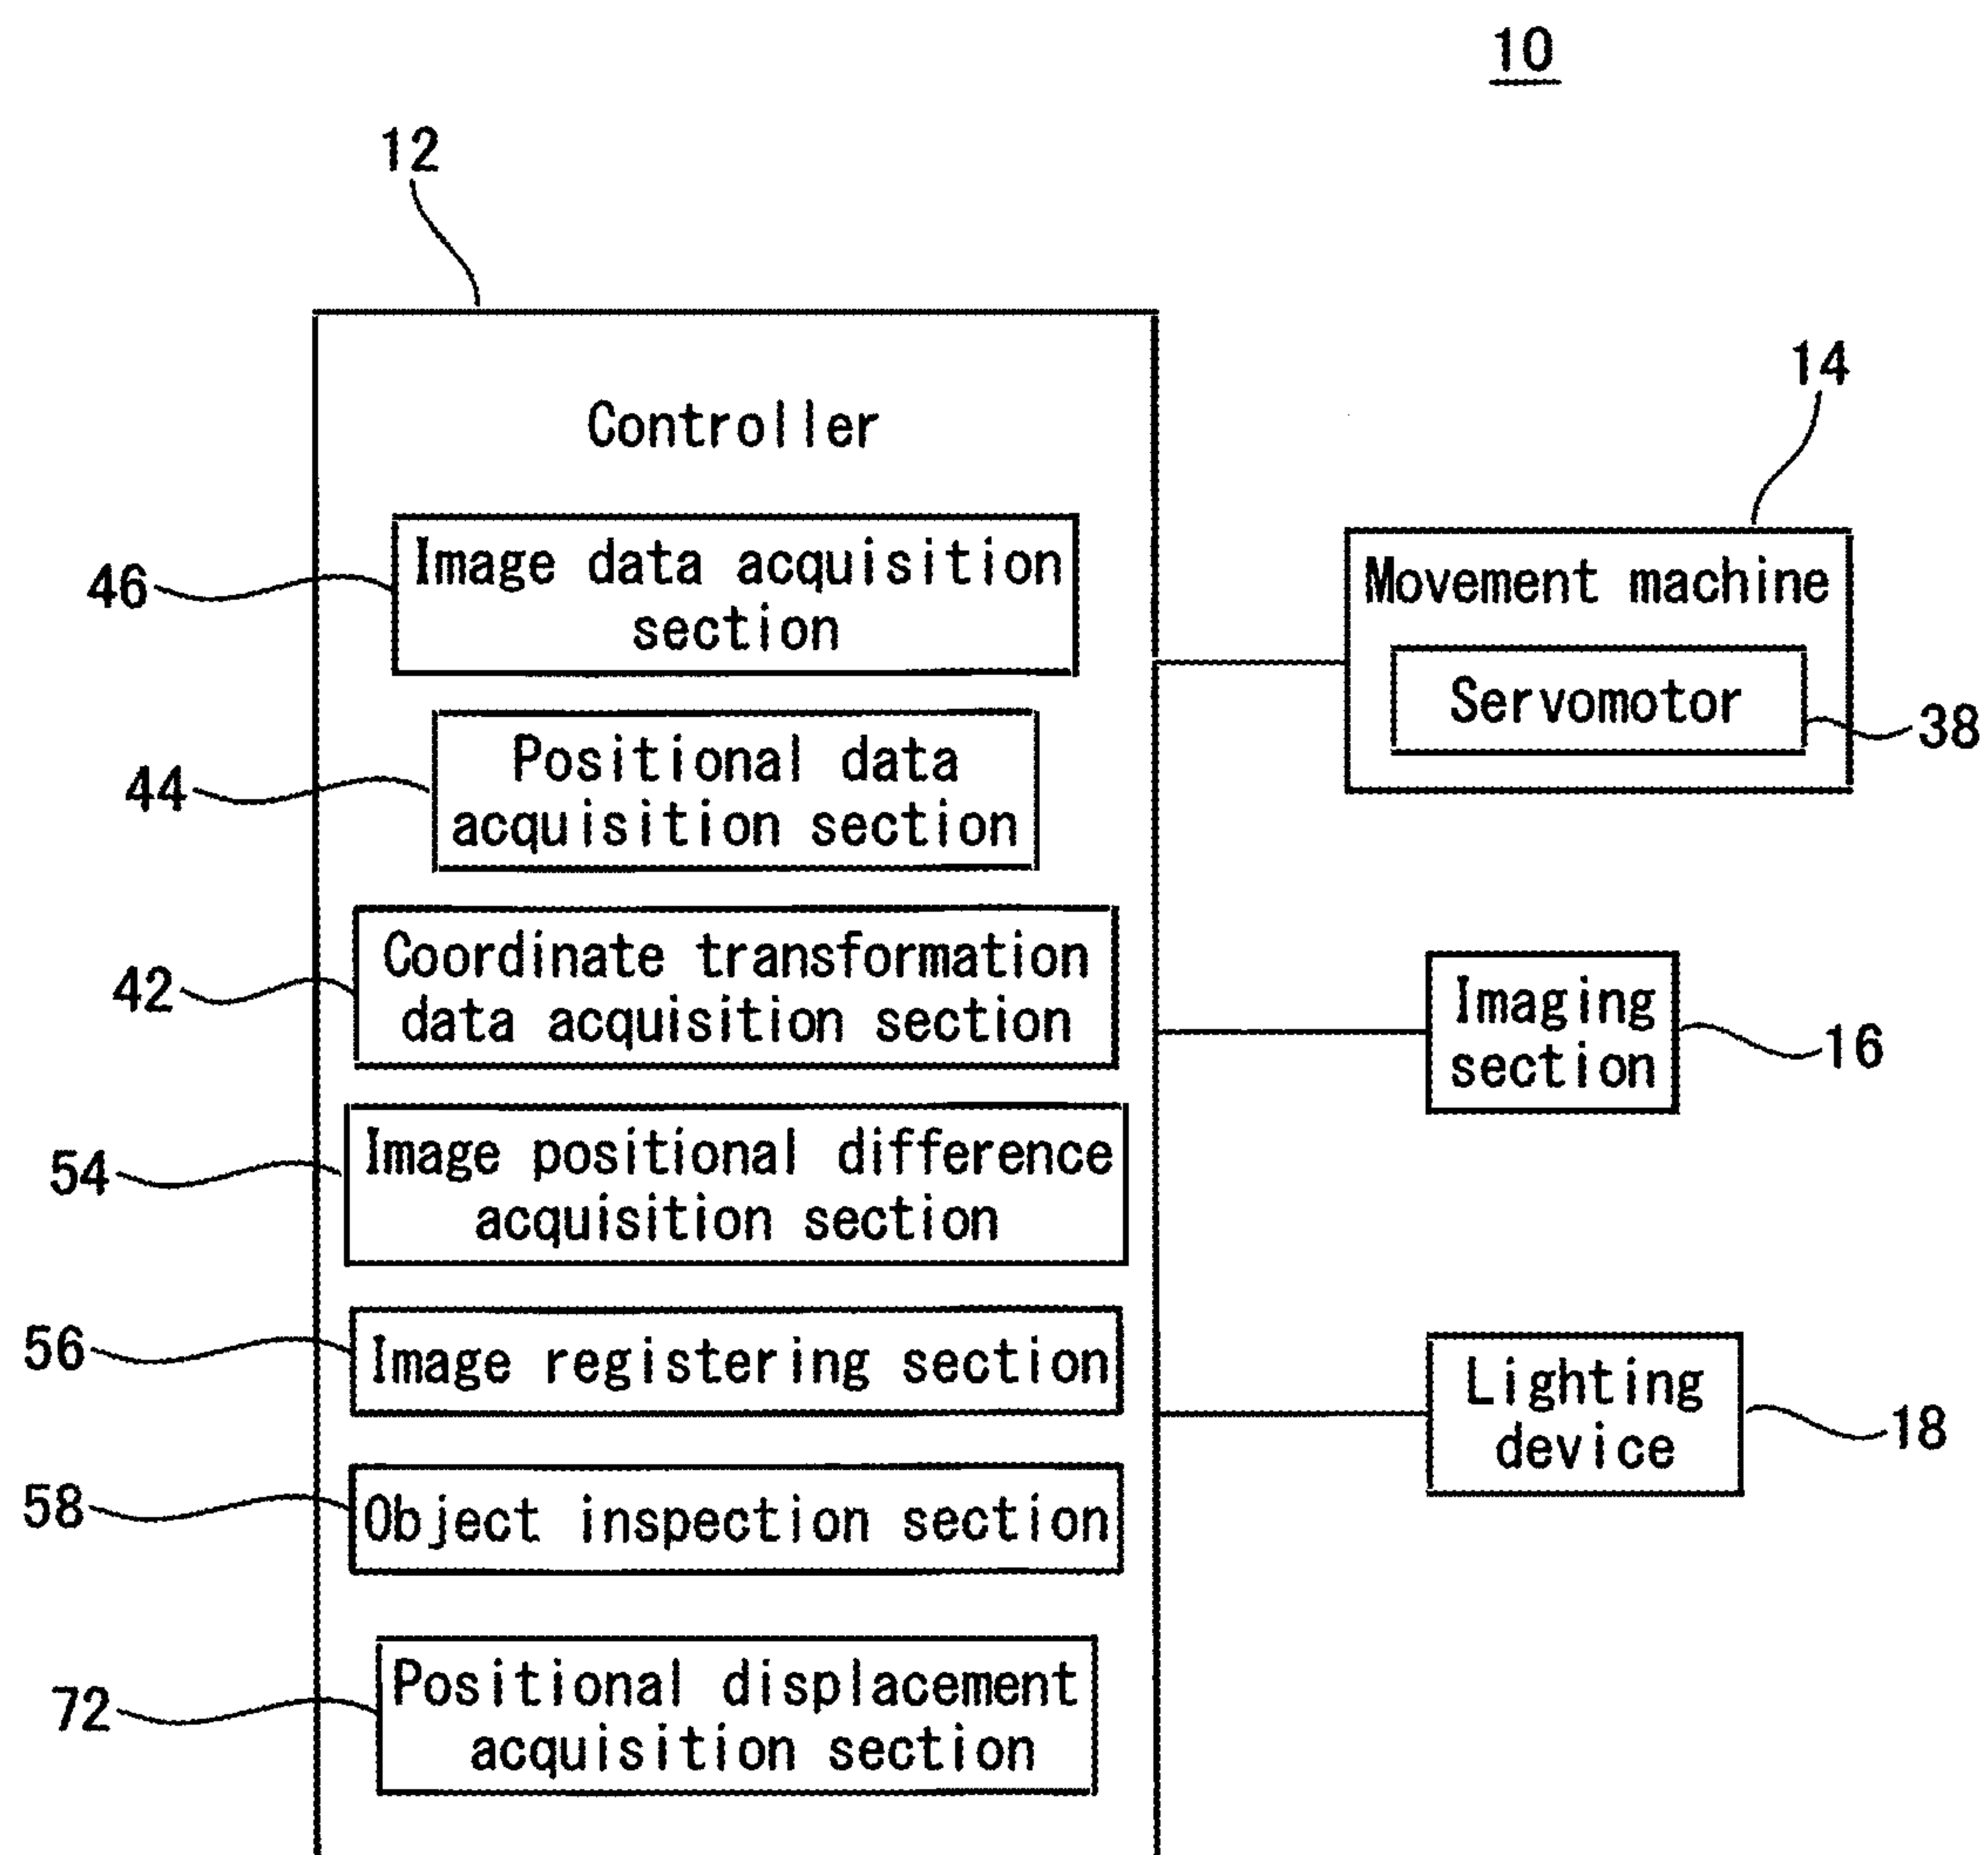 10
12
Controller
46
Image data acquisition
section
44
Positional data
acquisition section
42
Coordinate transformation
data acquisition section
54
Image positional difference
acquisition section
56
Image registering section
58
Object inspection section
72
Positional displacement
acquisition section
14
Movement machine
Servomotor
38
Imaging
section
16
Lighting
device
18